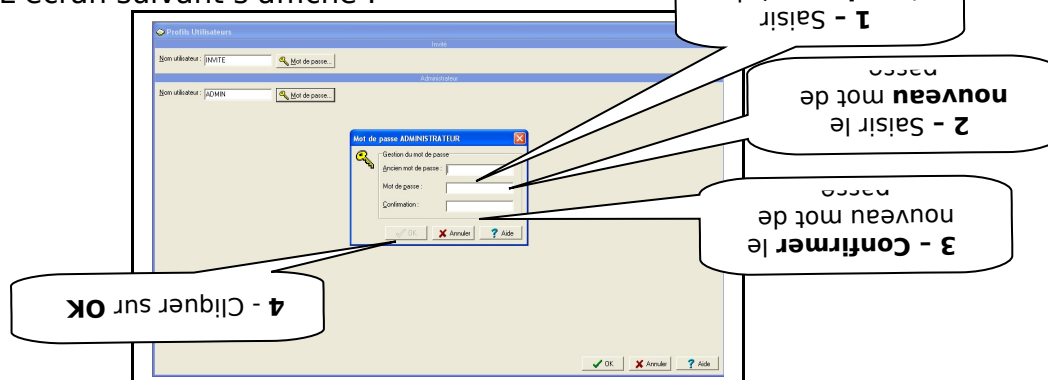 L'écran suivant s'affiche :
Profils Utilisateurs
Invité
Nom utilisateur : INVITE Mot de passe...
Administrateur
Nom utilisateur : ADMIN Mot de passe...
Mot de passe ADMINISTRATEUR
Gestion du mot de passe
Ancien mot de passe :
Mot de passe :
Confirmation :
OK Annuler Aide
1 - Saisir
2 - Saisir le
nouveau mot de
passe
3 - Confirmer le
nouveau mot de
passe
4 - Cliquer sur OK
OK Annuler Aide